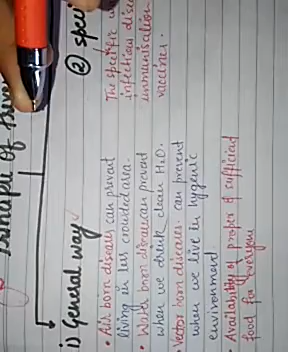 Principle of Prev
i) General way
• Air born diseases can prevent
living in less crowded area.
• Water born diseases can prevent
when we drink clean H2O.
Vector born diseases. can prevent
when we live in hygenic
environment.
Availability of proper & sufficient
food for everyone
② speci
The specific
infectious disea
immunisation
vaccines.